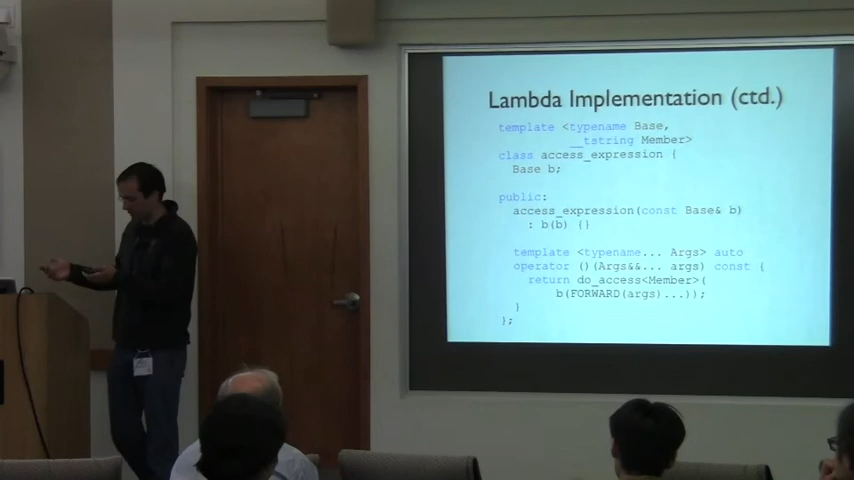 Lambda Implementation (ctd.)
template <typename Base,
__tstring Member>
class access_expression {
Base b;
public:
access_expression(const Base& b)
: b(b) {}
template <typename... Args> auto
operator ()(Args&&... args) const {
return do_access<Member>(
b(FORWARD(args)...));
}
};